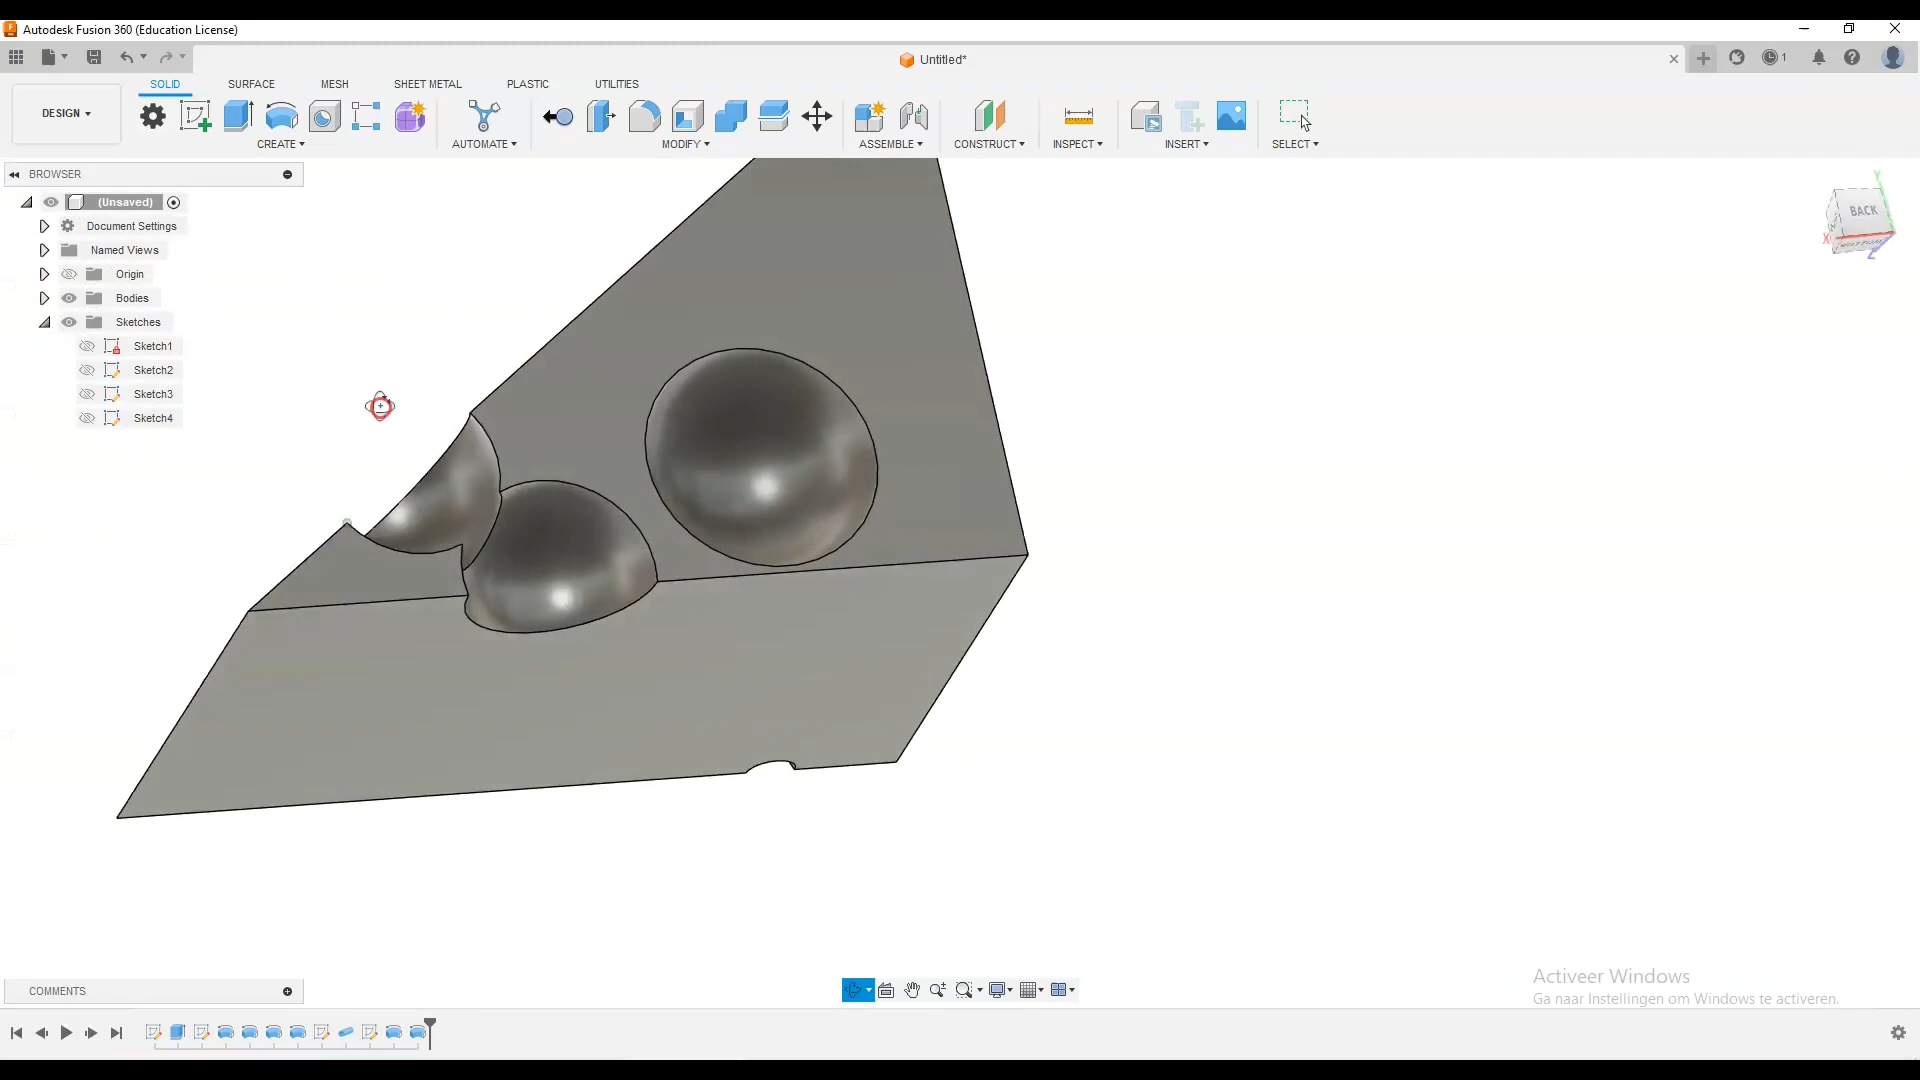 Autodesk Fusion 360 (Education License)
Untitled*
1
SOLID SURFACE MESH SHEET METAL PLASTIC UTILITIES
DESIGN
CREATE AUTOMATE MODIFY ASSEMBLE CONSTRUCT INSPECT INSERT SELECT
BROWSER
(Unsaved)
Document Settings
Named Views
Origin
Bodies
Sketches
Sketch1
Sketch2
Sketch3
Sketch4
Y
BACK
X
Z
COMMENTS
Activeer Windows
Ga naar Instellingen om Windows te activeren.